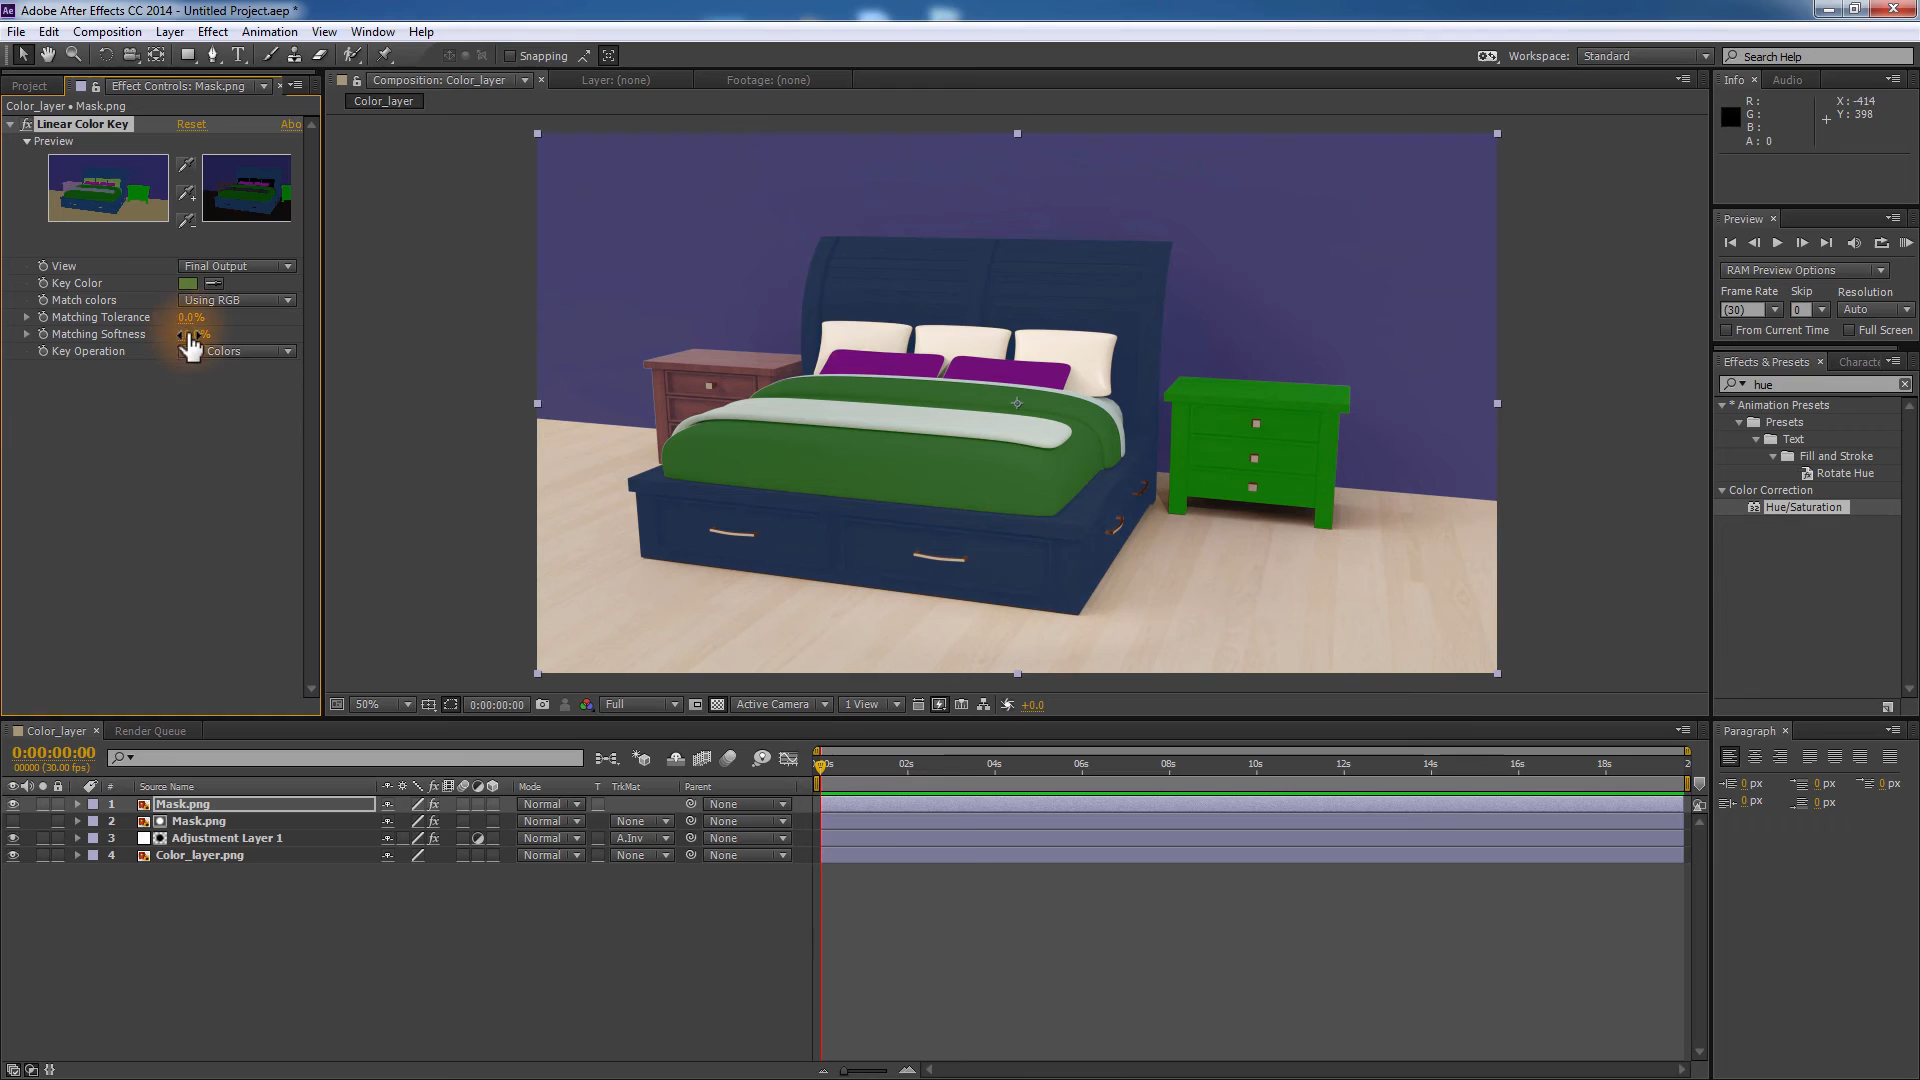 Adobe After Effects CC 2014 - Untitled Project.aep *
File Edit Composition Layer Effect Animation View Window Help
Snapping
Workspace: Standard
Search Help
Project
Effect Controls: Mask.png
Color_layer • Mask.png
Linear Color Key Reset Abo
Preview
View Final Output
Key Color
Match colors Using RGB
Matching Tolerance 0.0%
Matching Softness %
Key Operation Colors
Composition: Color_layer
Layer: (none)
Footage: (none)
Color_layer
50%
0:00:00:00
Full
Active Camera
1 View
+0.0
Info Audio
R: X: -414
G: Y: 398
B:
A: 0
Preview
RAM Preview Options
Frame Rate Skip Resolution
(30) 0 Auto
From Current Time Full Screen
Effects & Presets Characte
hue
* Animation Presets
Presets
Text
Fill and Stroke
Rotate Hue
Color Correction
32 Hue/Saturation
Color_layer
Render Queue
0:00:00:00
00000 (30.00 fps)
# Source Name Mode T TrkMat Parent
1 Mask.png Normal None
2 Mask.png Normal None None
3 Adjustment Layer 1 Normal A.Inv None
4 Color_layer.png Normal None None
02s 04s 06s 08s 10s 12s 14s 16s 18s
Paragraph
0 px 0 px 0 px
0 px 0 px